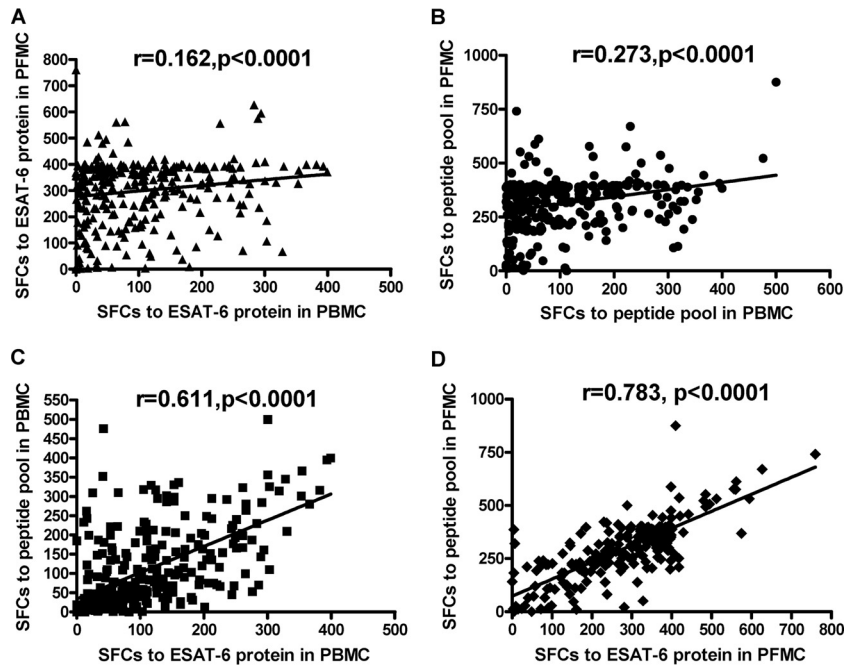 A
r=0.162,p<0.0001
SFCs to ESAT-6 protein in PFMC
800
700
600
500
400
300
200
100
0
0 100 200 300 400 500
SFCs to ESAT-6 protein in PBMC
B
r=0.273,p<0.0001
SFCs to peptide pool in PFMC
1000
750
500
250
0
0 100 200 300 400 500 600
SFCs to peptide pool in PBMC
C
r=0.611,p<0.0001
SFCs to peptide pool in PBMC
550
500
450
400
350
300
250
200
150
100
50
0
0 100 200 300 400 500
SFCs to ESAT-6 protein in PBMC
D
r=0.783, p<0.0001
SFCs to peptide pool in PFMC
1000
750
500
250
0
0 100 200 300 400 500 600 700 800
SFCs to ESAT-6 protein in PFMC